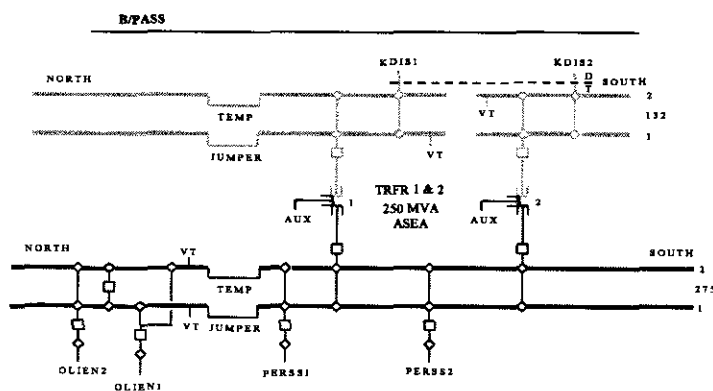 B/PASS
KDIS1
KDIS2
NORTH
D
T
SOUTH
TEMP
VT
2
132
JUMPER
VT
1
TRFR 1 & 2
1
2
AUX
250 MVA
AUX
ASEA
NORTH
VT
SOUTH
TEMP
2
275
VT
JUMPER
1
OLIEN2
OLIEN1
PERSS1
PERSS2